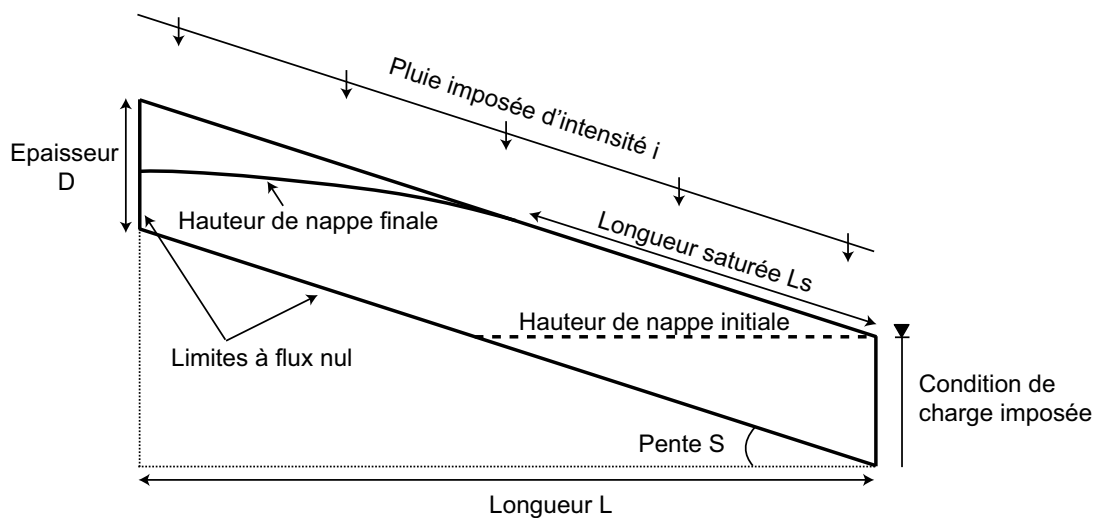 Pluie imposée d'intensité i
Epaisseur
D
Hauteur de nappe finale
Longueur saturée Ls
Hauteur de nappe initiale
Limites à flux nul
Condition de
charge imposée
Pente S
Longueur L